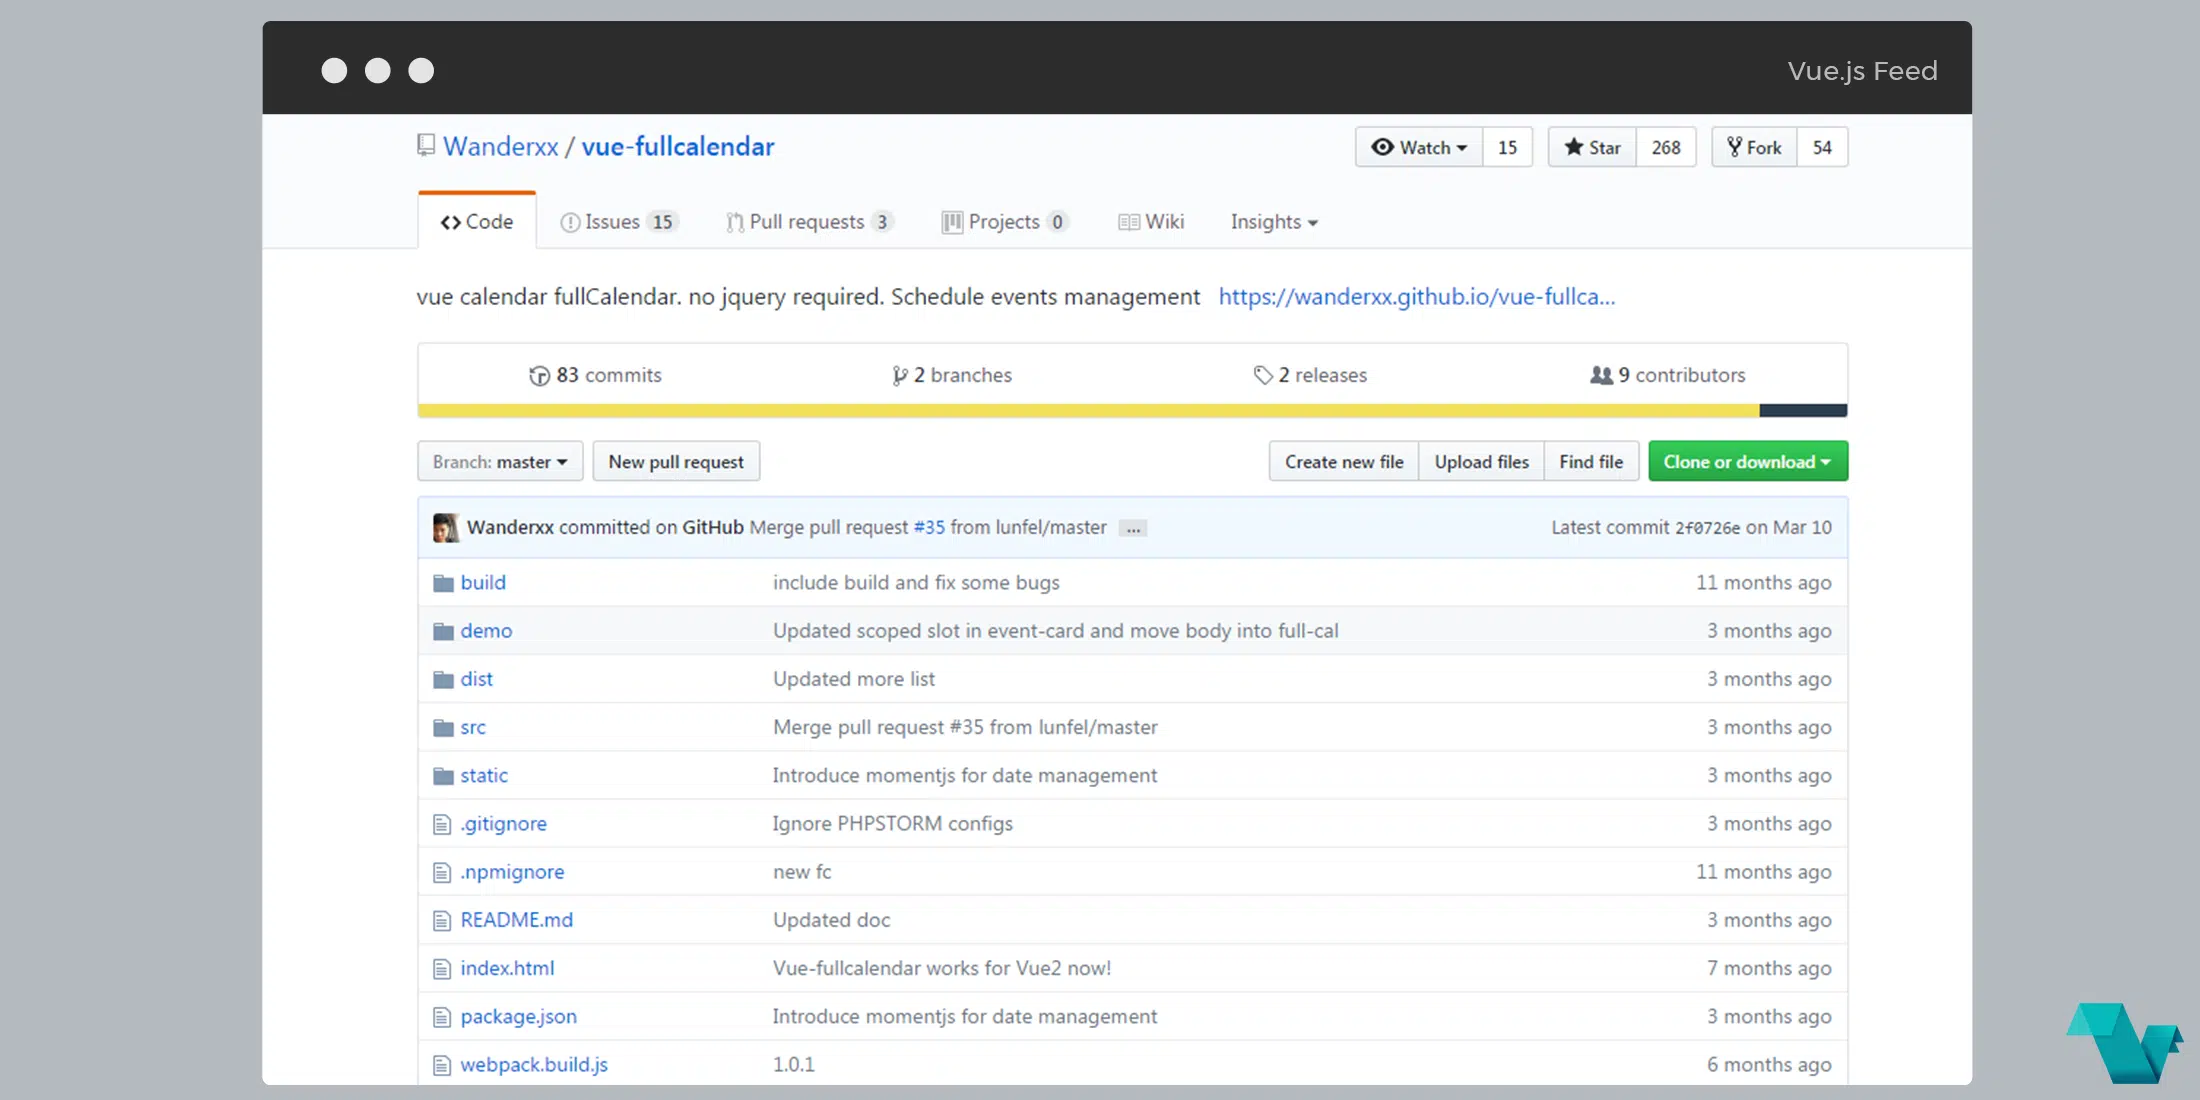 Vue.js Feed
Wanderxx / vue-fullcalendar Watch 15 Star 268 Fork 54
Code Issues 15 Pull requests 3 Projects 0 Wiki Insights
vue calendar fullCalendar. no jquery required. Schedule events management https://wanderxx.github.io/vue-fullca...
83 commits 2 branches 2 releases 9 contributors
Branch: master New pull request Create new file Upload files Find file Clone or download
Wanderxx committed on GitHub Merge pull request #35 from lunfel/master ... Latest commit 2f0726e on Mar 10
build include build and fix some bugs 11 months ago
demo Updated scoped slot in event-card and move body into full-cal 3 months ago
dist Updated more list 3 months ago
src Merge pull request #35 from lunfel/master 3 months ago
static Introduce momentjs for date management 3 months ago
.gitignore Ignore PHPSTORM configs 3 months ago
.npmignore new fc 11 months ago
README.md Updated doc 3 months ago
index.html Vue-fullcalendar works for Vue2 now! 7 months ago
package.json Introduce momentjs for date management 3 months ago
webpack.build.js 1.0.1 6 months ago